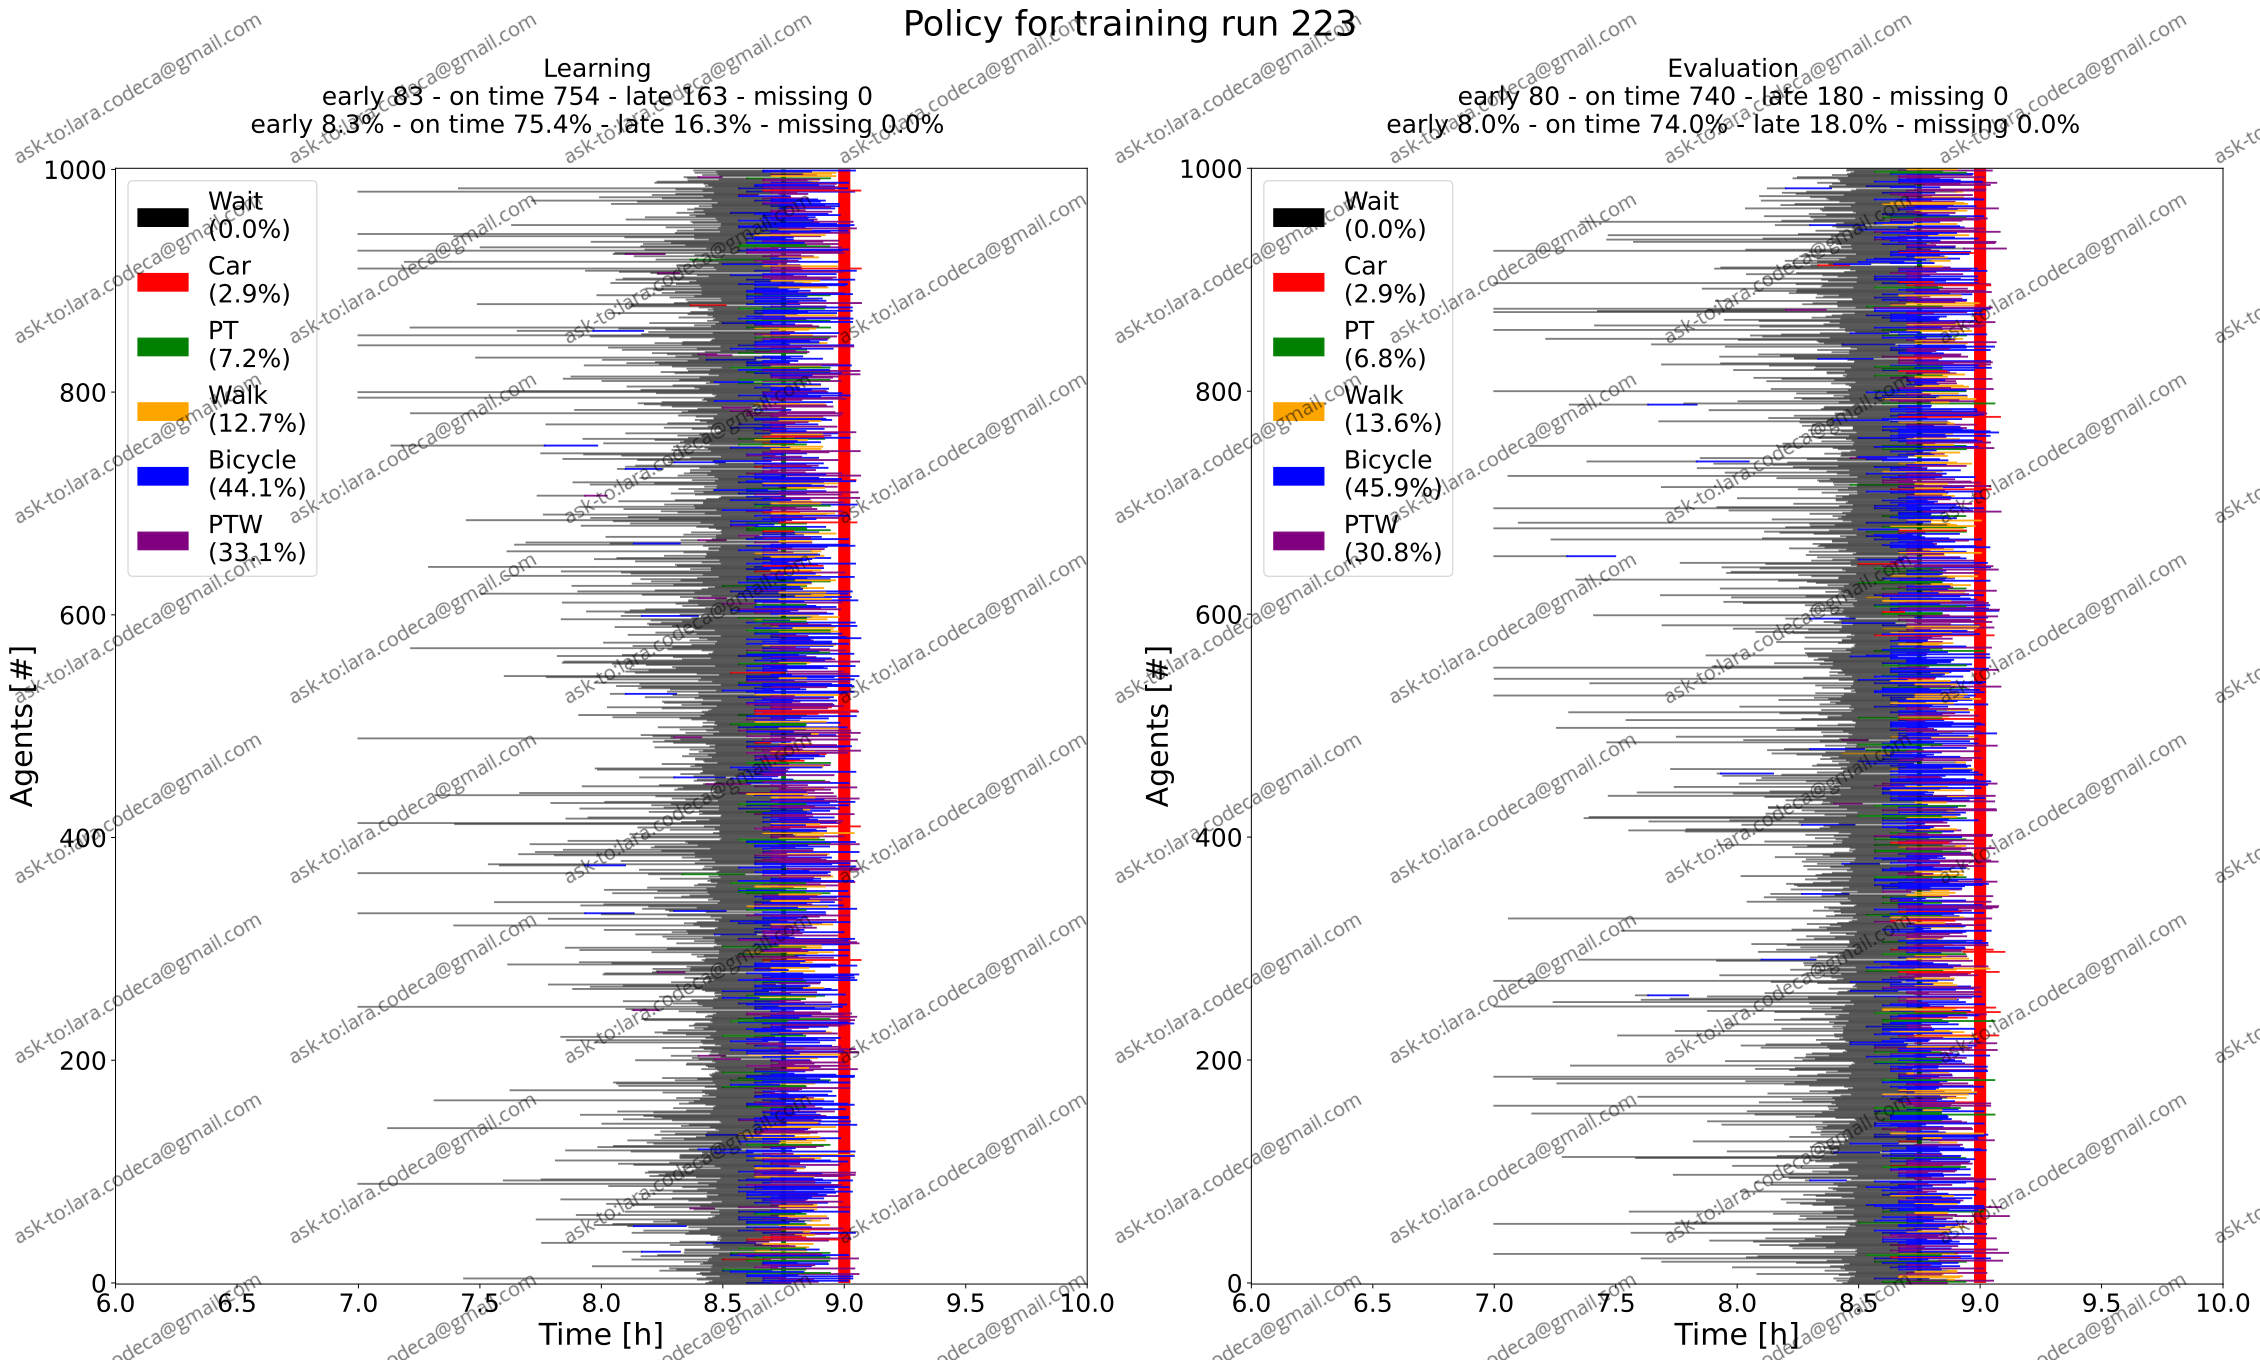 Policy for training run 223
Learning
early 83 - on time 754 - late 163 - missing 0
early 8.3% - on time 75.4% - late 16.3% - missing 0.0%
1000
800
600
400
200
0
Agents [#]
Wait
(0.0%)
Car
(2.9%)
PT
(7.2%)
Walk
(12.7%)
Bicycle
(44.1%)
PTW
(33.1%)
6.0 6.5 7.0 7.5 8.0 8.5 9.0 9.5 10.0
Time [h]
Evaluation
early 80 - on time 740 - late 180 - missing 0
early 8.0% - on time 74.0% - late 18.0% - missing 0.0%
1000
800
600
400
200
0
Agents [#]
Wait
(0.0%)
Car
(2.9%)
PT
(6.8%)
Walk
(13.6%)
Bicycle
(45.9%)
PTW
(30.8%)
6.0 6.5 7.0 7.5 8.0 8.5 9.0 9.5 10.0
Time [h]
ask-to:lara.codeca@gmail.com